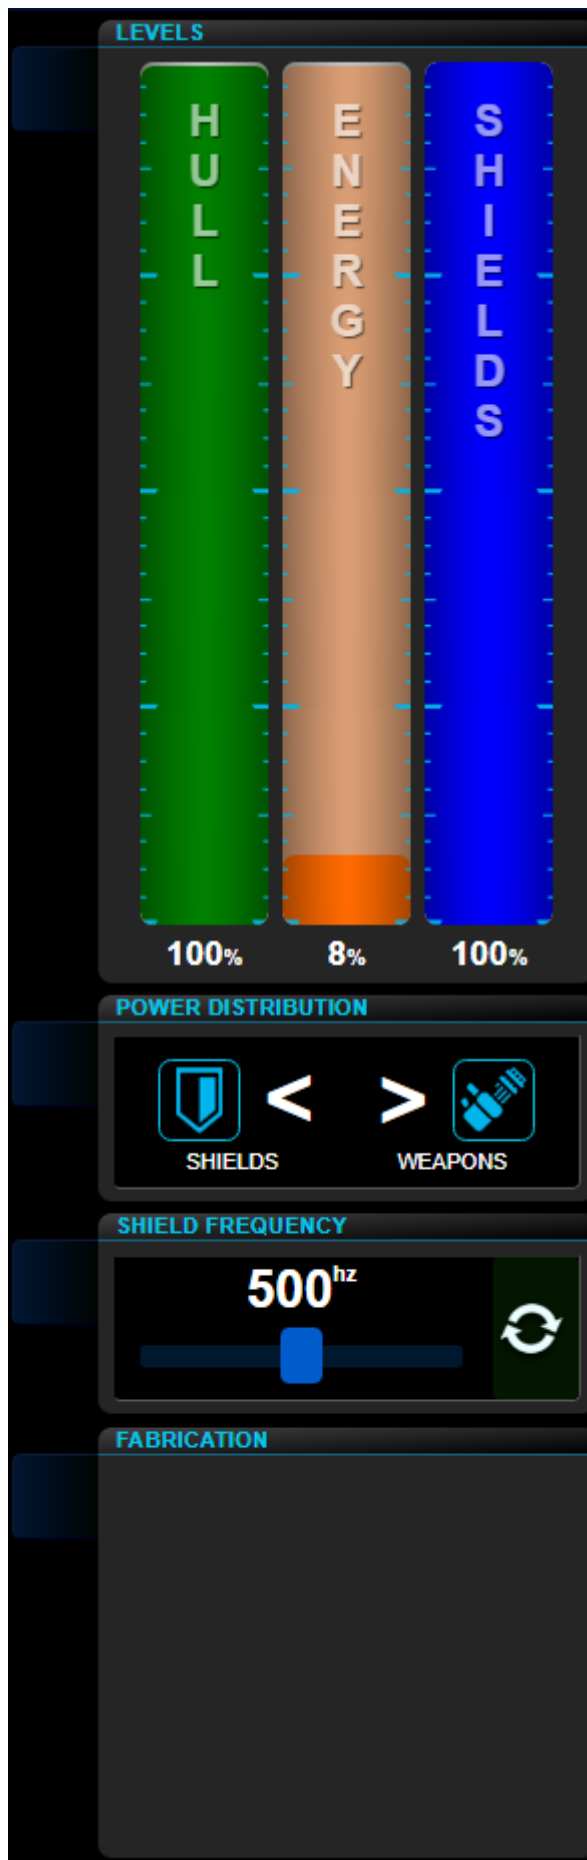 LEVELS
HULL
ENERGY
SHIELDS
100%
8%
100%
POWER DISTRIBUTION
< >
SHIELDS
WEAPONS
SHIELD FREQUENCY
500hz
FABRICATION